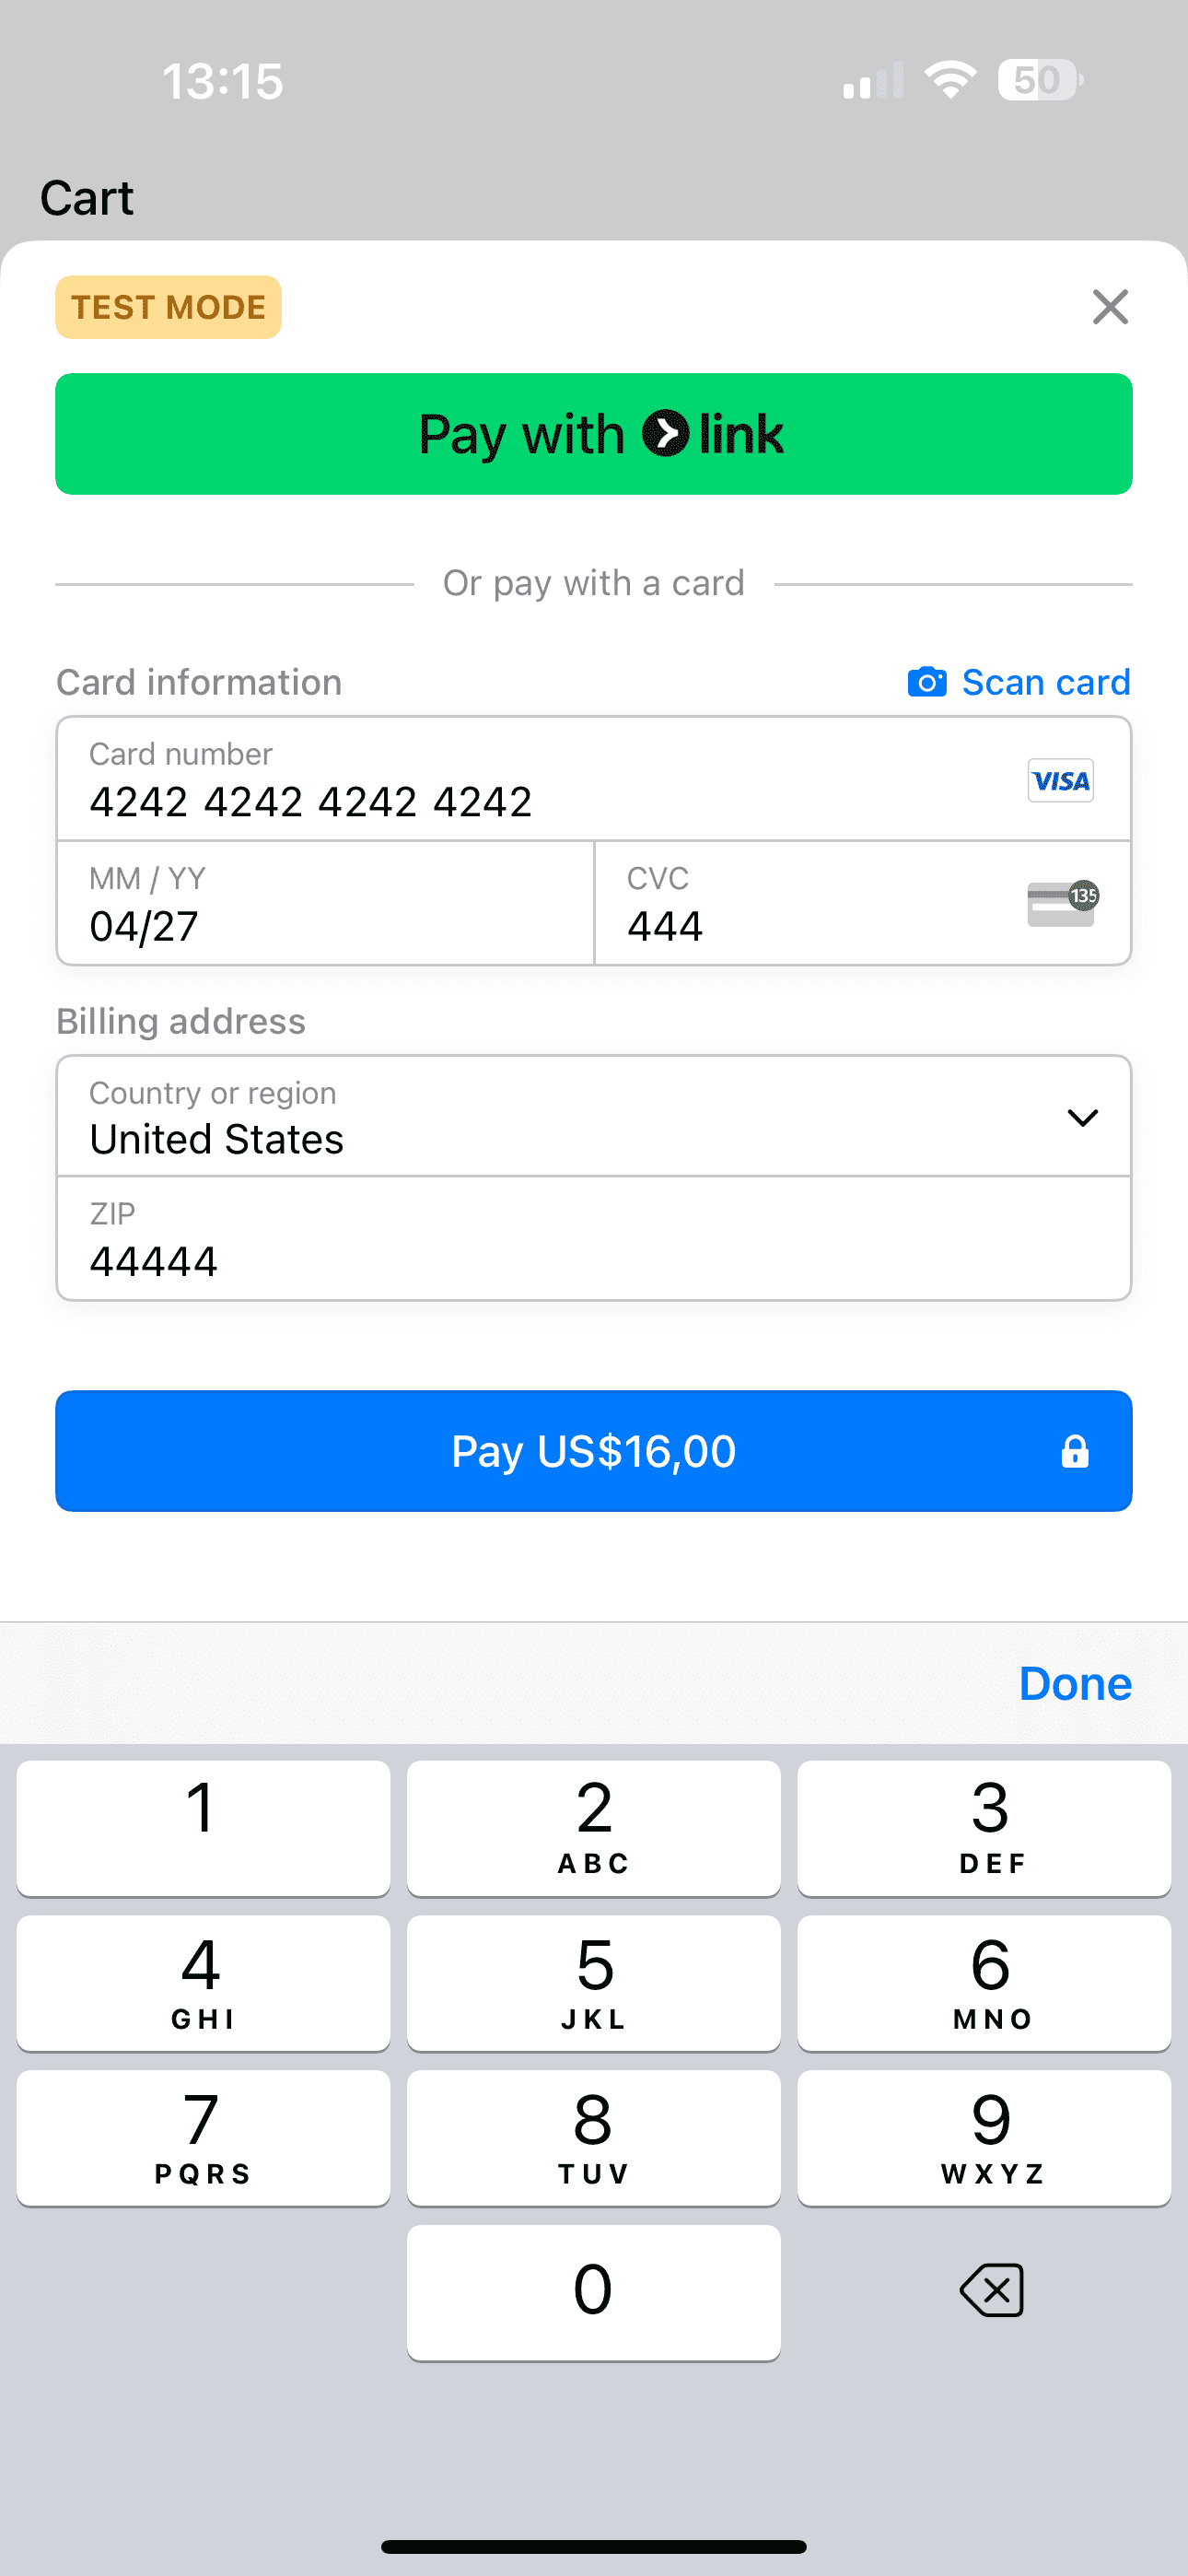 13:15
50
Cart
TEST MODE
Pay with link
Or pay with a card
Card information
Scan card
Card number
4242 4242 4242 4242
VISA
MM / YY
04/27
CVC
444
135
Billing address
Country or region
United States
ZIP
44444
Pay US$16,00
Done
1
2
ABC
3
DEF
4
GHI
5
JKL
6
MNO
7
PQRS
8
TUV
9
WXYZ
0